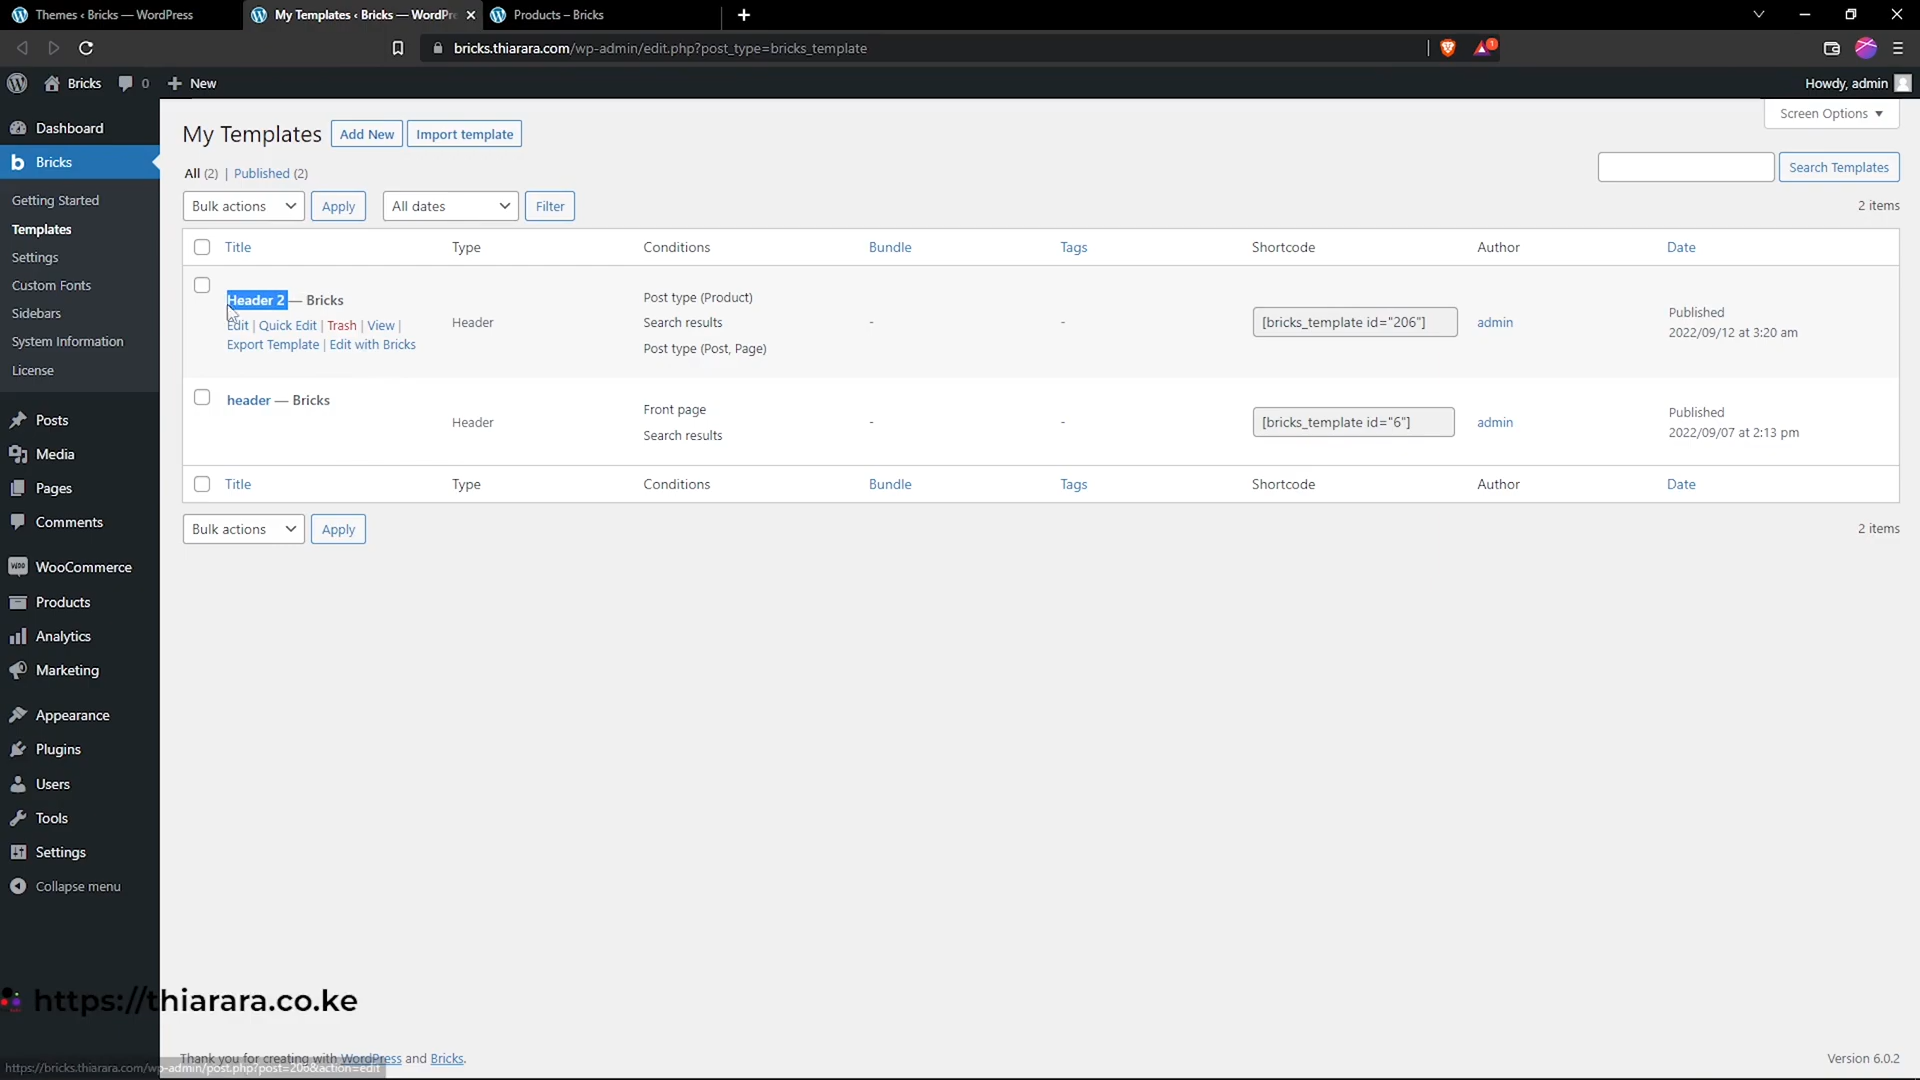 Themes ‹ Bricks — WordPress
My Templates ‹ Bricks — WordPr
Products – Bricks
bricks.thiarara.com/wp-admin/edit.php?post_type=bricks_template
1
Bricks
0
New
Howdy, admin
Dashboard
Bricks
Getting Started
Templates
Settings
Custom Fonts
Sidebars
System Information
License
Posts
Media
Pages
Comments
WooCommerce
Products
Analytics
Marketing
Appearance
Plugins
Users
Tools
Settings
Collapse menu
My Templates Add New Import template
Screen Options
All (2) | Published (2)
Search Templates
Bulk actions Apply All dates Filter
2 items
Title Type Conditions Bundle Tags Shortcode Author Date
Header 2 — Bricks
Edit | Quick Edit | Trash | View |
Export Template | Edit with Bricks
Header
Post type (Product)
Search results
Post type (Post, Page)
-
-
[bricks_template id="206"]
admin
Published
2022/09/12 at 3:20 am
header — Bricks
Header
Front page
Search results
-
-
[bricks_template id="6"]
admin
Published
2022/09/07 at 2:13 pm
Title Type Conditions Bundle Tags Shortcode Author Date
Bulk actions Apply
2 items
https://thiarara.co.ke
Thank you for creating with WordPress and Bricks.
Version 6.0.2
https://bricks.thiarara.com/wp-admin/post.php?post=206&action=edit